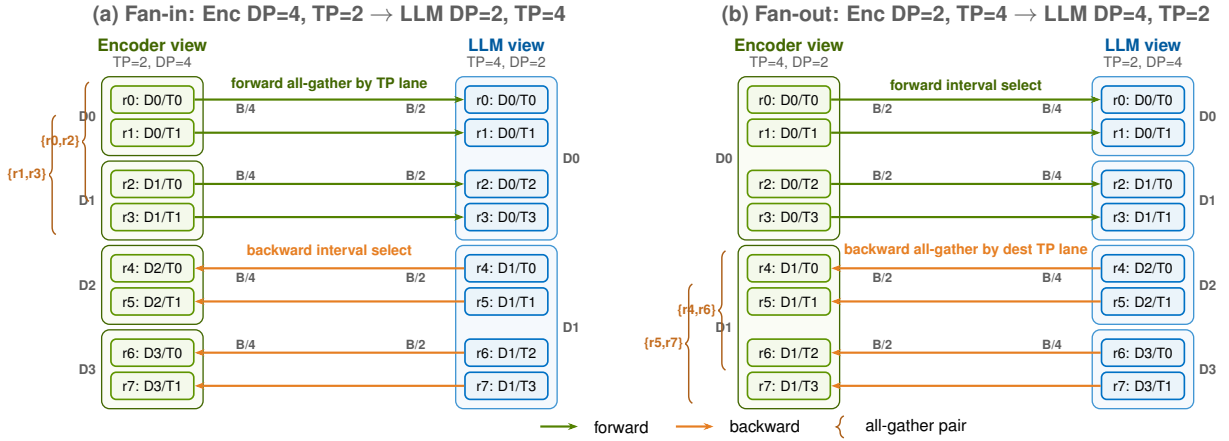 (a) Fan-in: Enc DP=4, TP=2 → LLM DP=2, TP=4
Encoder view
TP=2, DP=4
LLM view
TP=4, DP=2
forward all-gather by TP lane
r0: D0/T0
B/4
B/2
r0: D0/T0
D0
r1: D0/T1
r1: D0/T1
{r0,r2}
{r1,r3}
D0
r2: D1/T0
B/4
B/2
r2: D0/T2
D1
r3: D1/T1
r3: D0/T3
backward interval select
r4: D2/T0
B/4
B/2
r4: D1/T0
D2
r5: D2/T1
r5: D1/T1
D1
r6: D3/T0
B/4
B/2
r6: D1/T2
D3
r7: D3/T1
r7: D1/T3
(b) Fan-out: Enc DP=2, TP=4 → LLM DP=4, TP=2
Encoder view
TP=4, DP=2
LLM view
TP=2, DP=4
forward interval select
r0: D0/T0
B/2
B/4
r0: D0/T0
D0
r1: D0/T1
r1: D0/T1
D0
r2: D0/T2
B/2
B/4
r2: D1/T0
D1
r3: D0/T3
r3: D1/T1
backward all-gather by dest TP lane
r4: D1/T0
B/2
B/4
r4: D2/T0
D2
r5: D1/T1
r5: D2/T1
{r4,r6}
D1
{r5,r7}
r6: D1/T2
B/2
B/4
r6: D3/T0
D3
r7: D1/T3
r7: D3/T1
forward
backward
all-gather pair